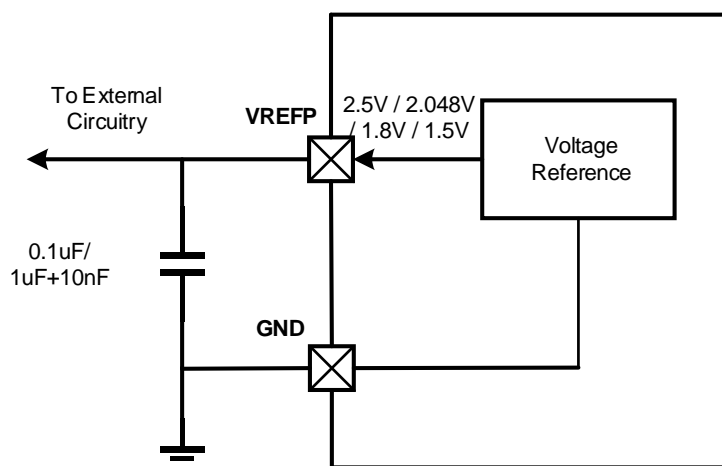 To External
Circuitry
VREFP
2.5V / 2.048V
/ 1.8V / 1.5V
Voltage
Reference
0.1uF/
1uF+10nF
GND